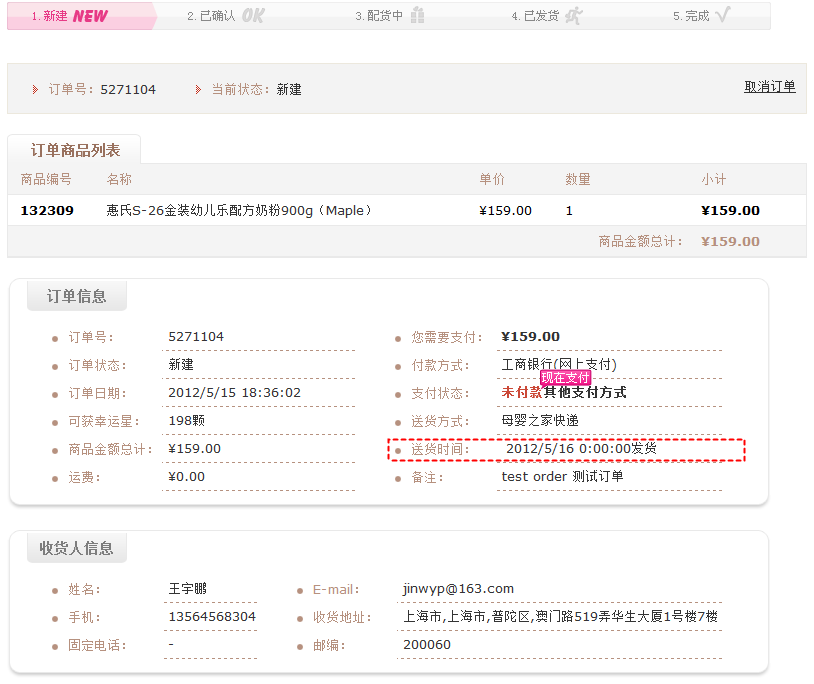 1. 新建 NEW 2. 已确认 OK 3. 配货中 4. 已发货 5. 完成
订单号： 5271104 当前状态： 新建 取消订单
订单商品列表
商品编号 名称 单价 数量 小计
132309 惠氏S-26金装幼儿乐配方奶粉900g（Maple） ¥159.00 1 ¥159.00
商品金额总计： ¥159.00
订单信息
订单号： 5271104 您需要支付： ¥159.00
订单状态： 新建 付款方式： 工商银行(网上支付)
现在支付
订单日期： 2012/5/15 18:36:02 支付状态： 未付款其他支付方式
可获幸运星： 198颗 送货方式： 母婴之家快递
商品金额总计： ¥159.00 送货时间： 2012/5/16 0:00:00发货
运费： ¥0.00 备注： test order 测试订单
收货人信息
姓名： 王宇鹏 E-mail： jinwyp@163.com
手机： 13564568304 收货地址： 上海市,上海市,普陀区,澳门路519弄华生大厦1号楼7楼
固定电话： - 邮编： 200060